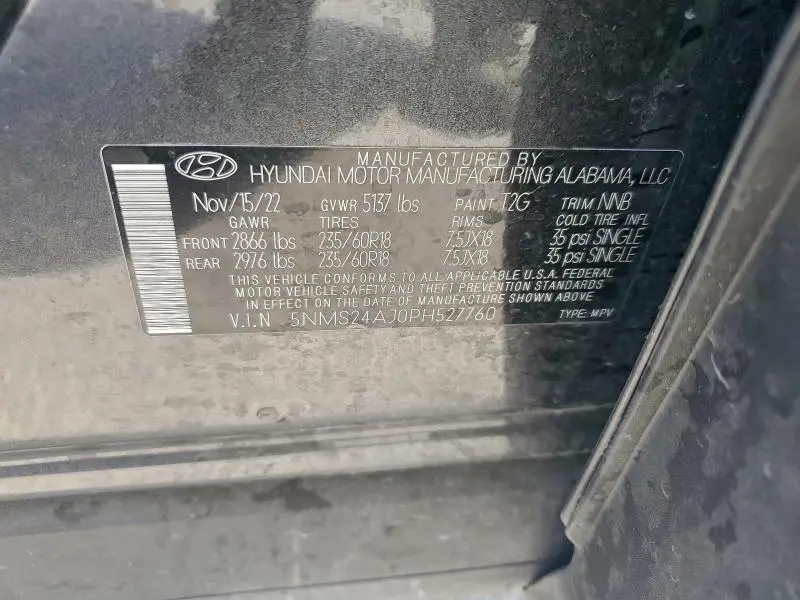 MANUFACTURED BY
HYUNDAI MOTOR MANUFACTURING ALABAMA, LLC
Nov/15/22 GVWR 5137 lbs PAINT T2G TRIM NNB
GAWR TIRES RIMS COLD TIRE INFL
FRONT 2866 lbs 235/60R18 7.5JX18 35 psi SINGLE
REAR 2976 lbs 235/60R18 7.5JX18 35 psi SINGLE
THIS VEHICLE CONFORMS TO ALL APPLICABLE U.S.A. FEDERAL
MOTOR VEHICLE SAFETY AND THEFT PREVENTION STANDARDS
IN EFFECT ON THE DATE OF MANUFACTURE SHOWN ABOVE
V.I.N 5NMS24AJ0PH527760 TYPE: MPV